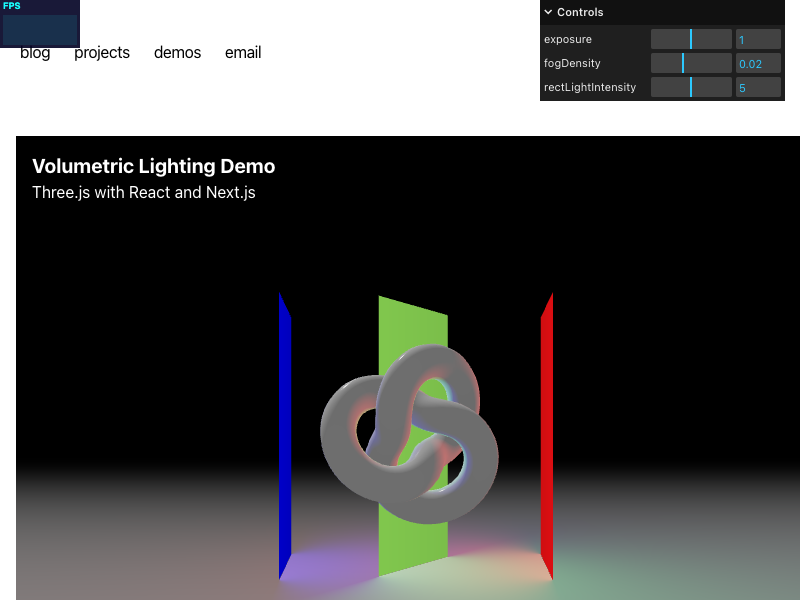 FPS
blog projects demos email
Controls
exposure 1
fogDensity 0.02
rectLightIntensity 5
Volumetric Lighting Demo
Three.js with React and Next.js